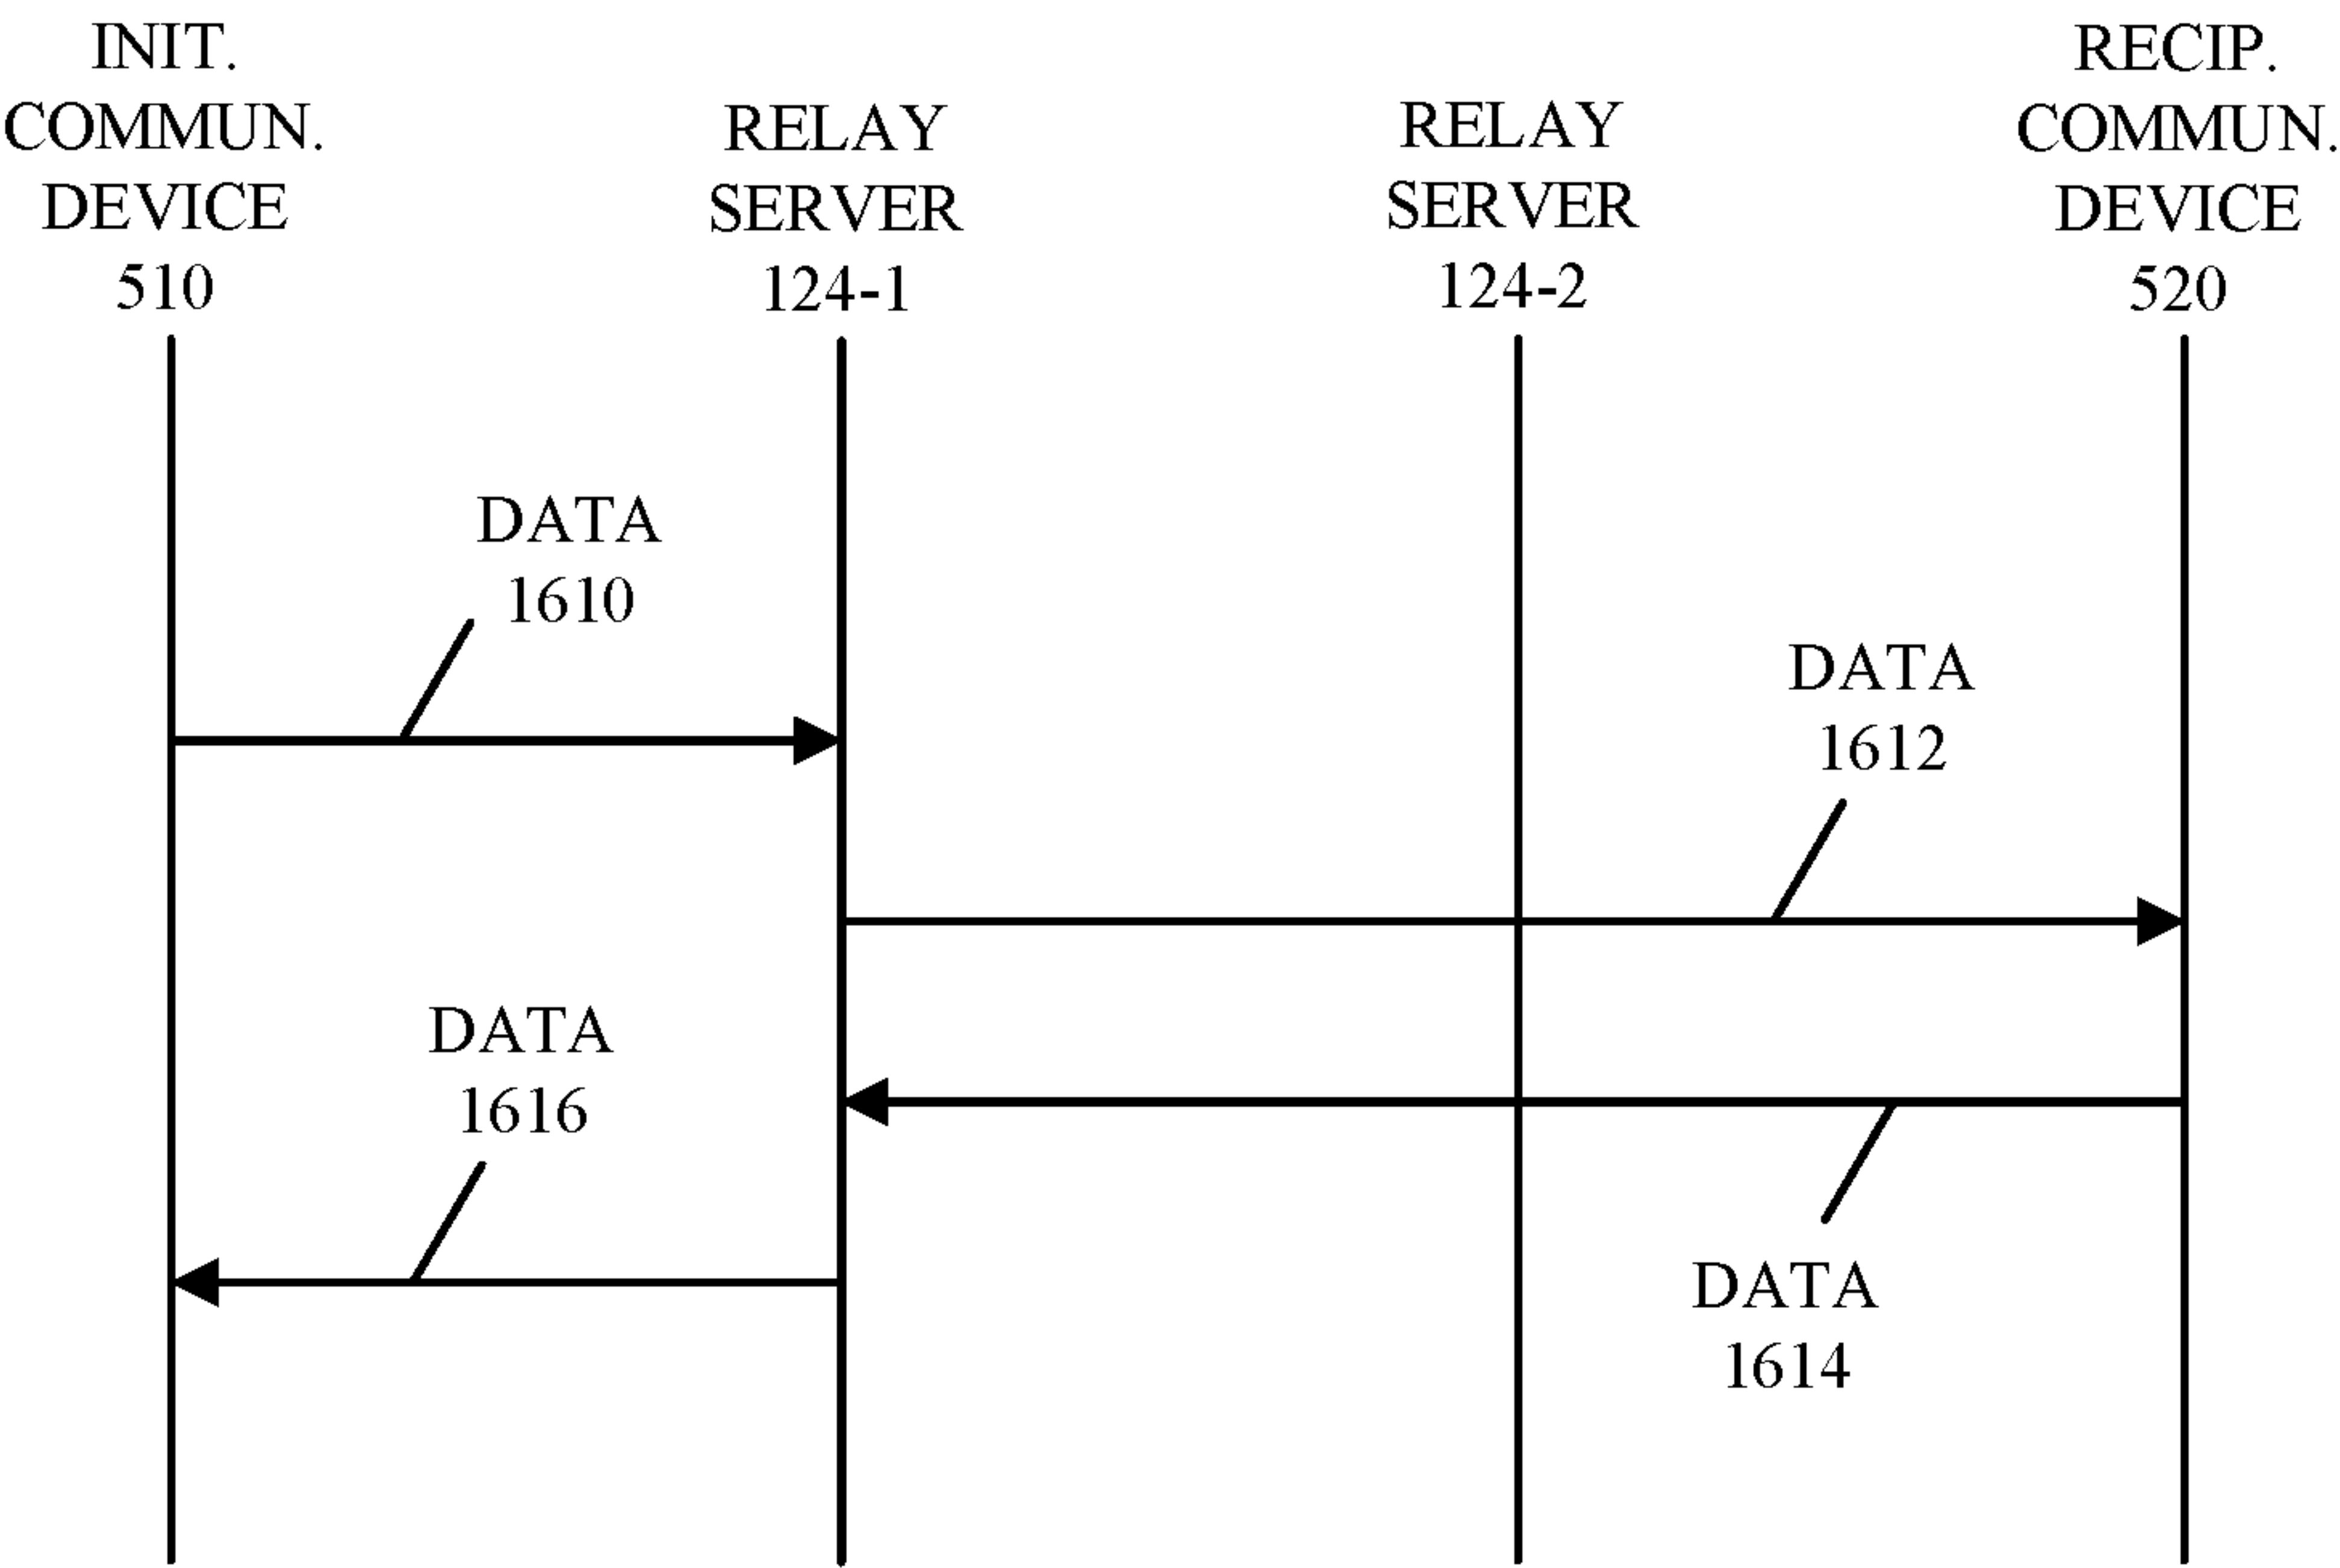 INIT.
COMMUN.
DEVICE
510
RELAY
SERVER
124-1
RELAY
SERVER
124-2
RECIP.
COMMUN.
DEVICE
520
DATA
1610
DATA
1612
DATA
1616
DATA
1614